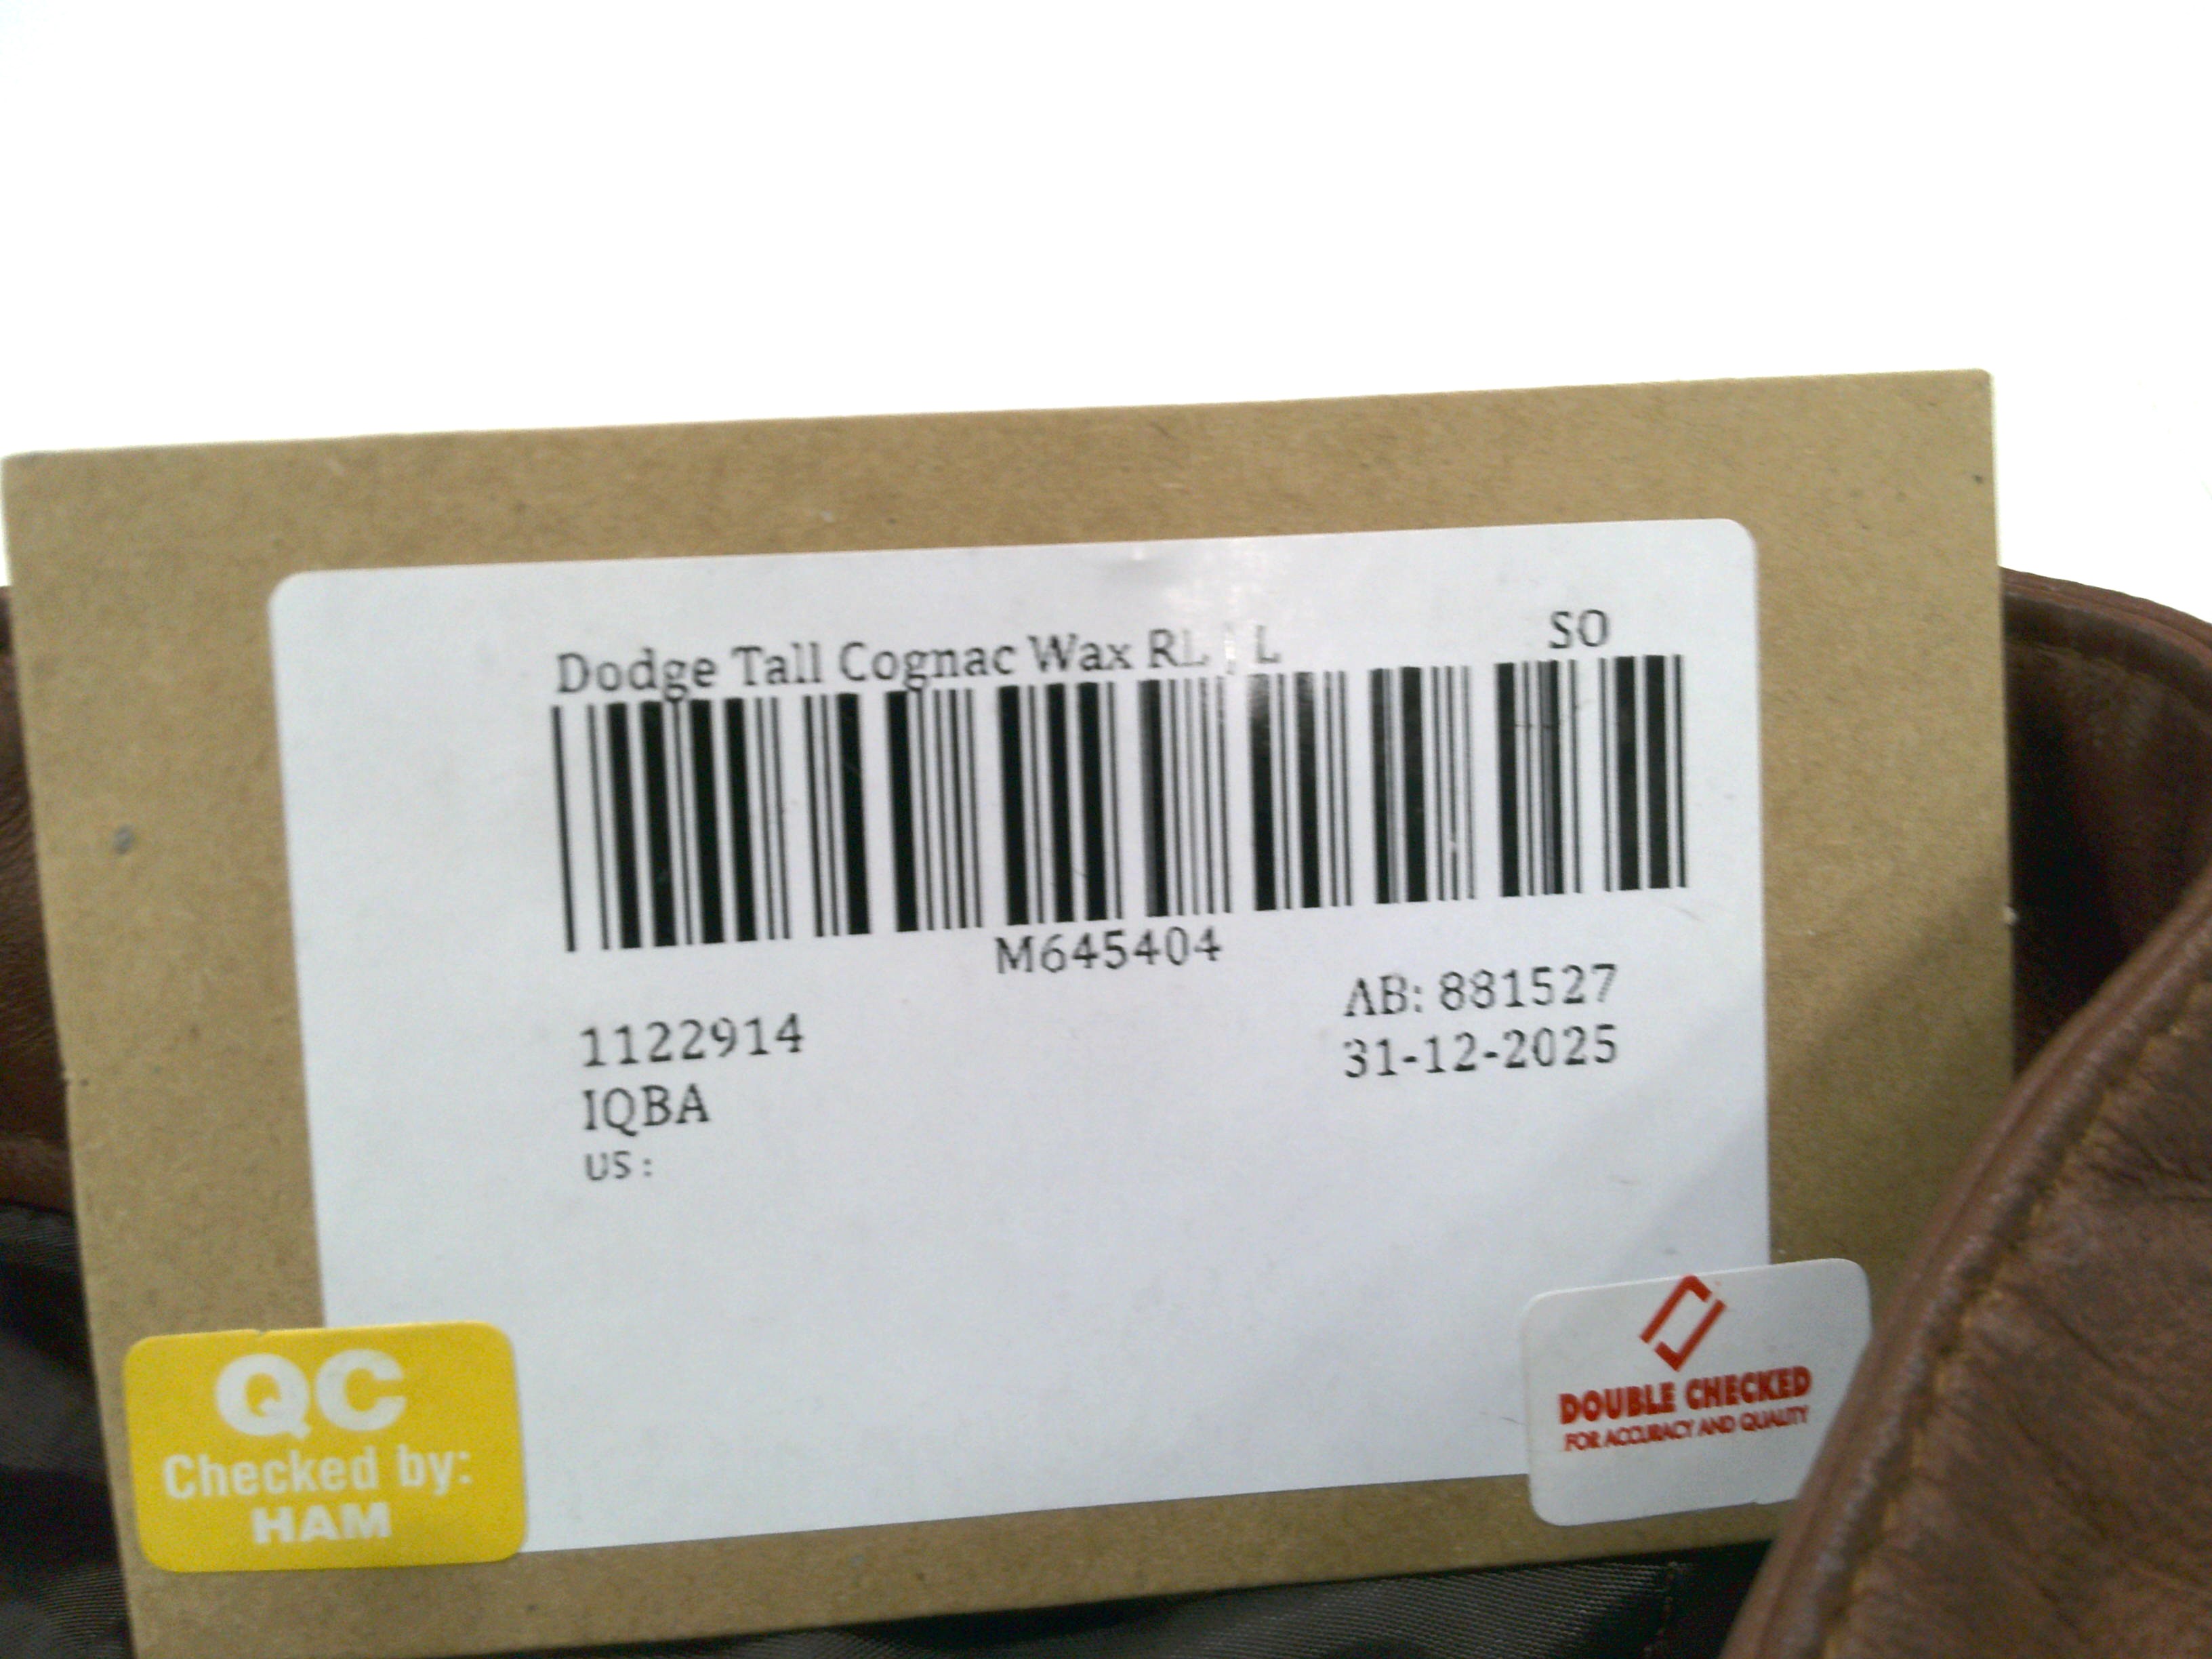 Dodge Tall Cognac Wax RL | L
SO
M645404
AB: 881527
1122914
31-12-2025
IQBA
US :
QC
Checked by:
HAM
DOUBLE CHECKED
FOR ACCURACY AND QUALITY